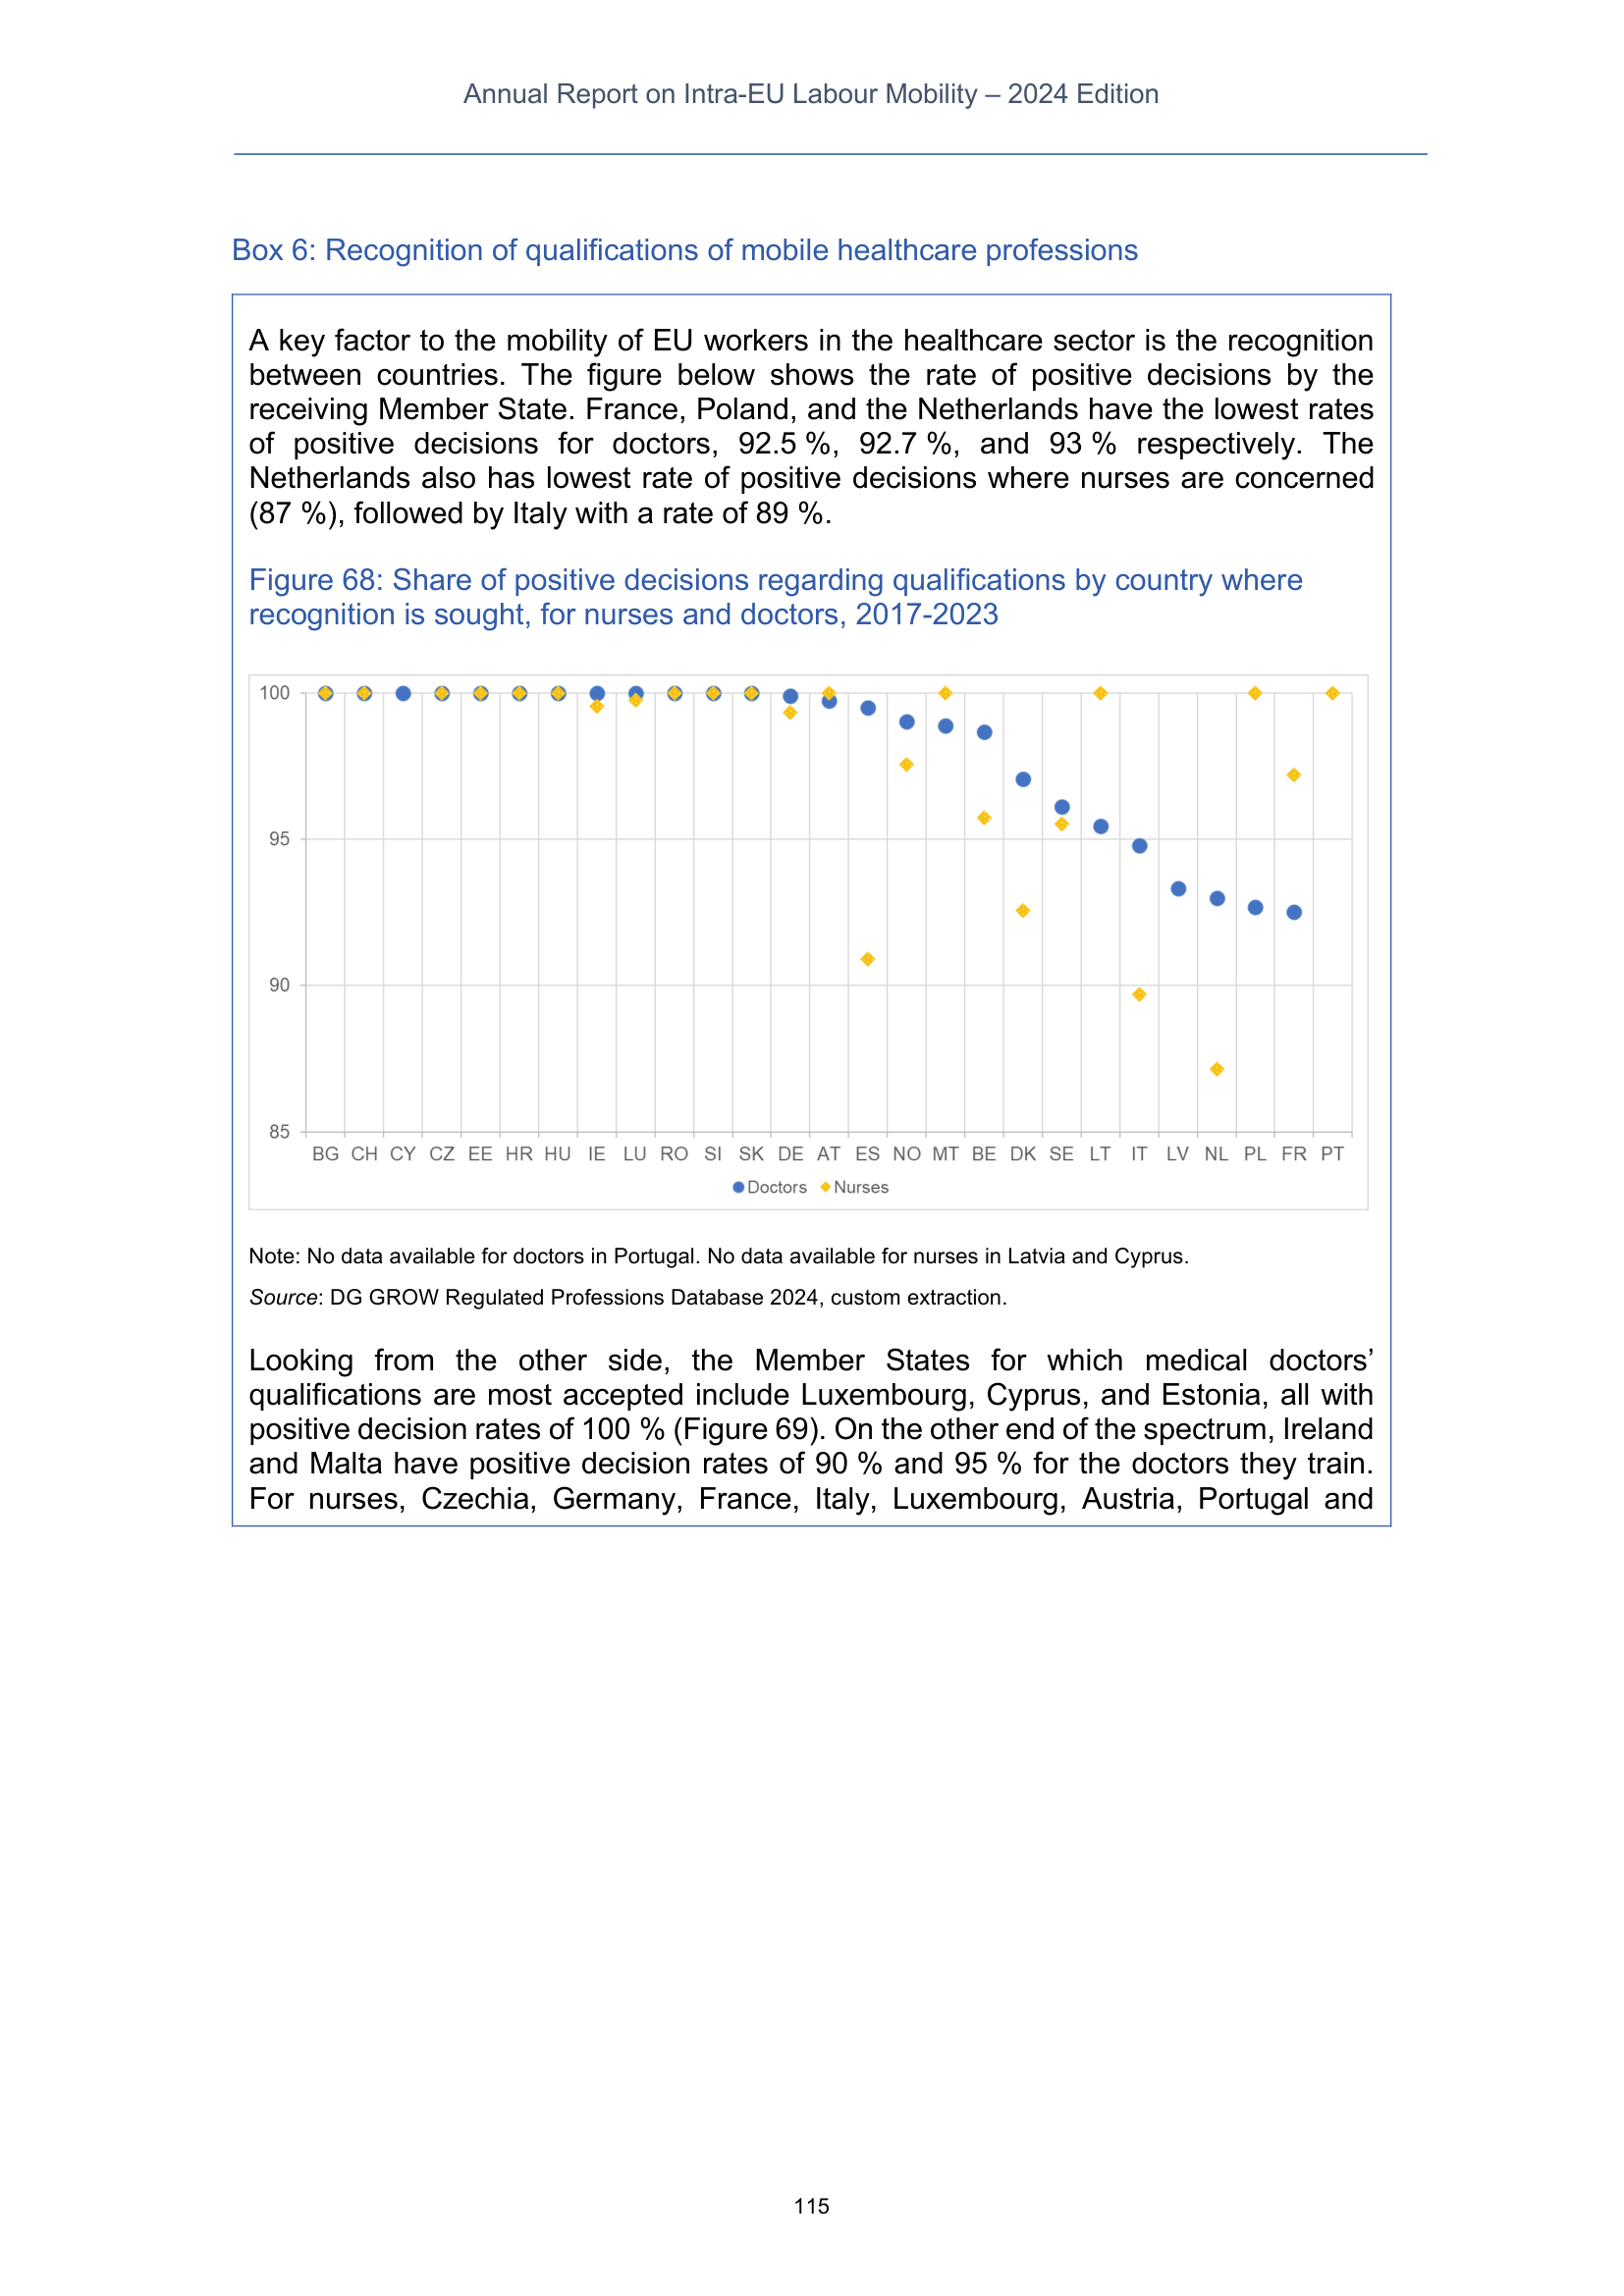 Annual Report on Intra-EU Labour Mobility – 2024 Edition
Box 6: Recognition of qualifications of mobile healthcare professions
A key factor to the mobility of EU workers in the healthcare sector is the recognition
between countries. The figure below shows the rate of positive decisions by the
receiving Member State. France, Poland, and the Netherlands have the lowest rates
of positive decisions for doctors, 92.5 %, 92.7 %, and 93 % respectively. The
Netherlands also has lowest rate of positive decisions where nurses are concerned
(87 %), followed by Italy with a rate of 89 %.
Figure 68: Share of positive decisions regarding qualifications by country where
recognition is sought, for nurses and doctors, 2017-2023
100
95
90
85
BG CH CY CZ EE HR HU IE LU RO SI SK DE AT ES NO MT BE DK SE LT IT LV NL PL FR PT
Doctors Nurses
Note: No data available for doctors in Portugal. No data available for nurses in Latvia and Cyprus.
Source: DG GROW Regulated Professions Database 2024, custom extraction.
Looking from the other side, the Member States for which medical doctors’
qualifications are most accepted include Luxembourg, Cyprus, and Estonia, all with
positive decision rates of 100 % (Figure 69). On the other end of the spectrum, Ireland
and Malta have positive decision rates of 90 % and 95 % for the doctors they train.
For nurses, Czechia, Germany, France, Italy, Luxembourg, Austria, Portugal and
115